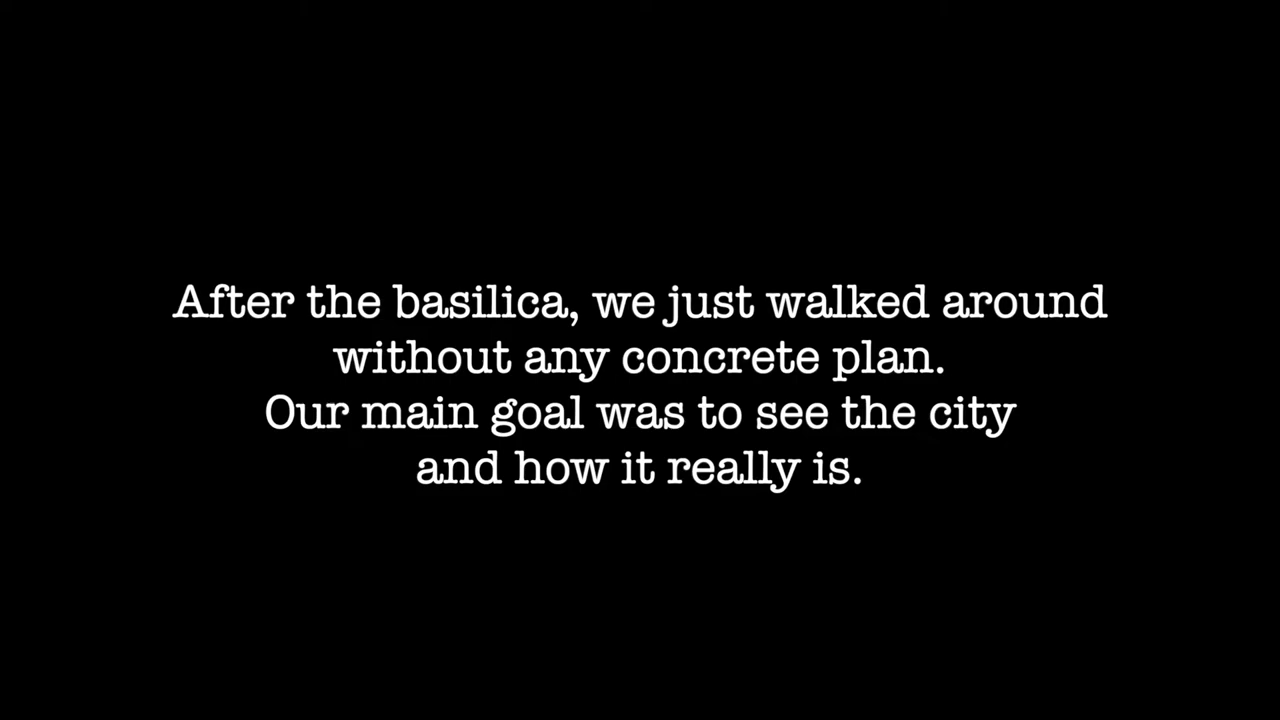 After the basilica, we just walked around
without any concrete plan.
Our main goal was to see the city
and how it really is.